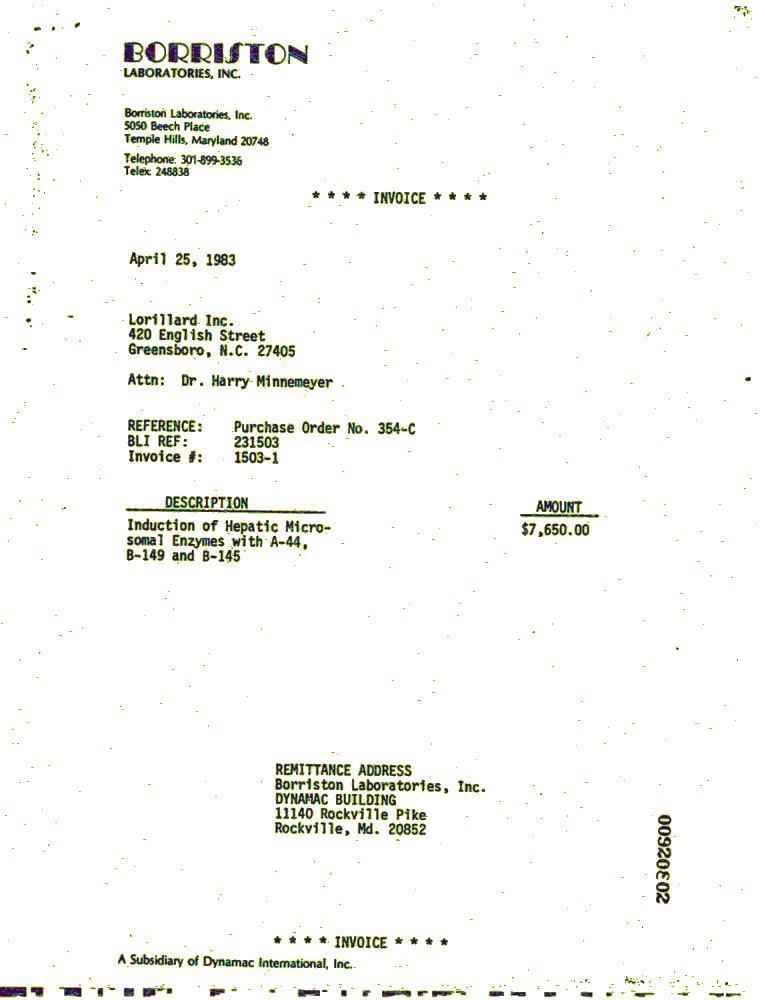 BORRISTON
LABORATORIES, INC.
Borriston Laboratories, Inc.
5050 Beech Place
Temple Hills, Maryland 20748
Telephone: 301-899-3536
Telex: 248838
* * * * INVOICE * * * *
April 25, 1983
Lorillard Inc.
420 English Street
Greensboro, N.C. 27405
Attn: Dr. Harry Minnemeyer
REFERENCE: Purchase Order No. 354-C
BLI REF: 231503
Invoice #: 1503-1
DESCRIPTION AMOUNT
Induction of Hepatic Micro- $7,650.00
somal Enzymes with A-44,
B-149 and B-145
REMITTANCE ADDRESS
Borriston Laboratories, Inc.
DYNAMAC BUILDING
11140 Rockville Pike
Rockville, Md. 20852
00920302
* * * * INVOICE * * * *
A Subsidiary of Dynamac International, Inc.